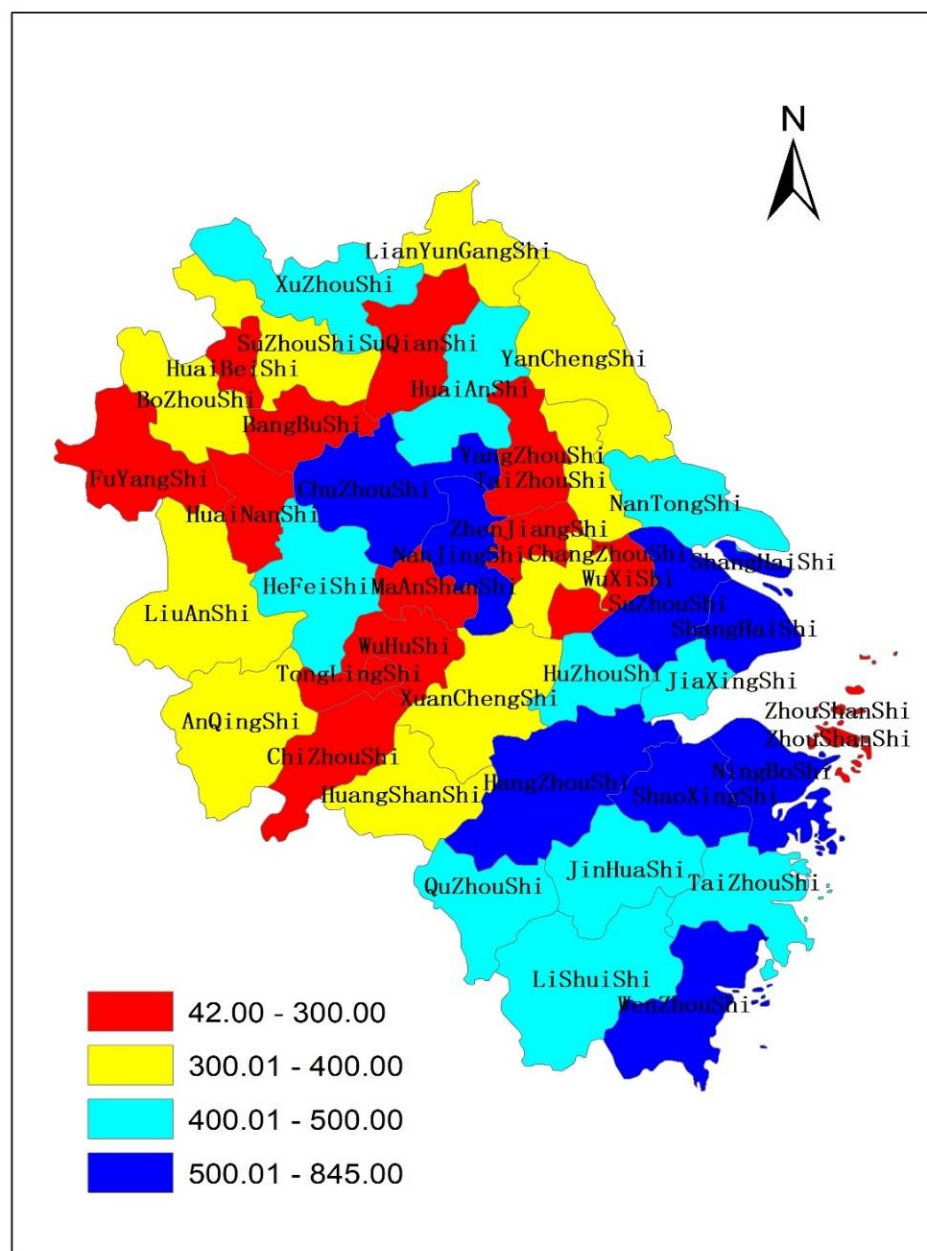 N
LianYunGangShi
XuZhouShi
SuZhouShi
SuQianShi
YanChengShi
HuaiBeiShi
HuaiAnShi
BoZhouShi
BangBuShi
YangZhouShi
FuYangShi
ChuZhouShi
TaiZhouShi
NanTongShi
HuaiNanShi
ZhenJiangShi
NanJingShi
ChangZhouShi
ShangHaiShi
HeFeiShi
MaAnShanShi
WuXiShi
LiuAnShi
SuZhouShi
ShangHaiShi
WuHuShi
TongLingShi
HuZhouShi
JiaXingShi
XuanChengShi
ZhouShanShi
AnQingShi
ZhouShanShi
ChiZhouShi
NingBoShi
HangZhouShi
HuangShanShi
ShaoXingShi
JinHuaShi
QuZhouShi
TaiZhouShi
LiShuiShi
WenZhouShi
42.00 - 300.00
300.01 - 400.00
400.01 - 500.00
500.01 - 845.00